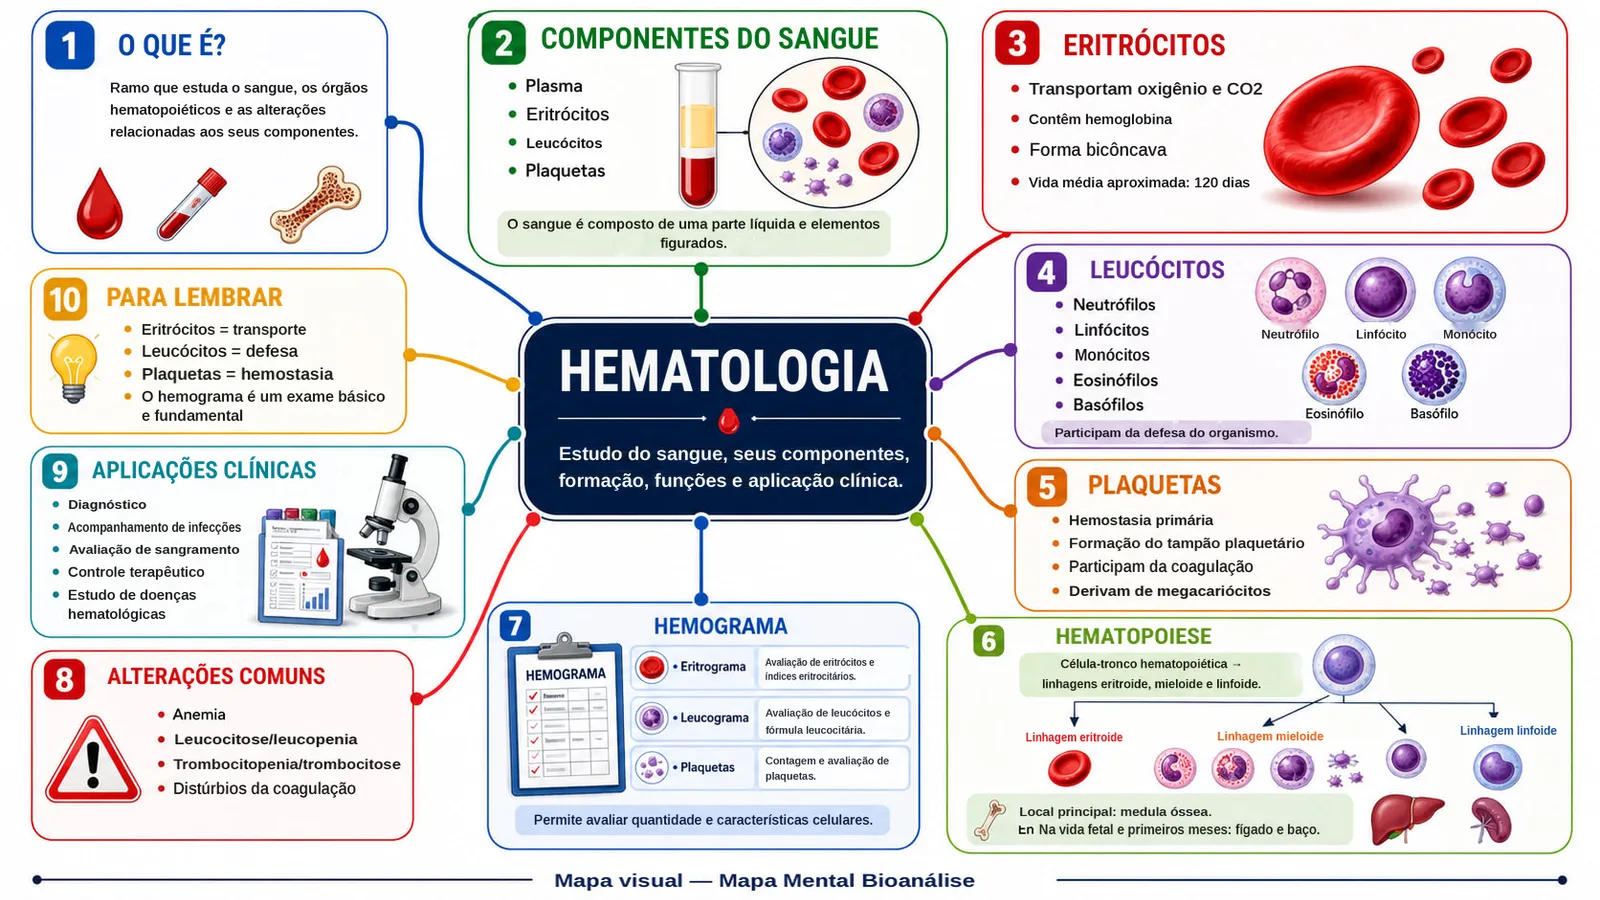 1 O QUE É?
Ramo que estuda o sangue, os órgãos
hematopoiéticos e as alterações
relacionadas aos seus componentes.
2 COMPONENTES DO SANGUE
• Plasma
• Eritrócitos
• Leucócitos
• Plaquetas
O sangue é composto de uma parte líquida e elementos
figurados.
3 ERITRÓCITOS
• Transportam oxigênio e CO2
• Contêm hemoglobina
• Forma bicôncava
• Vida média aproximada: 120 dias
HEMATOLOGIA
Estudo do sangue, seus componentes,
formação, funções e aplicação clínica.
4 LEUCÓCITOS
• Neutrófilos
• Linfócitos
• Monócitos
• Eosinófilos
• Basófilos
Neutrófilo Linfócito Monócito
Eosinófilo Basófilo
Participam da defesa do organismo.
5 PLAQUETAS
• Hemostasia primária
• Formação do tampão plaquetário
• Participam da coagulação
• Derivam de megacariócitos
6 HEMATOPOIESE
Célula-tronco hematopoiética →
linhagens eritroide, mieloide e linfoide.
Linhagem eritroide Linhagem mieloide Linhagem linfoide
Local principal: medula óssea.
En Na vida fetal e primeiros meses: fígado e baço.
7 HEMOGRAMA
HEMOGRAMA
• Eritrograma
Avaliação de eritrócitos e
índices eritrocitários.
• Leucograma
Avaliação de leucócitos e
fórmula leucocitária.
• Plaquetas
Contagem e avaliação de
plaquetas.
Permite avaliar quantidade e características celulares.
8 ALTERAÇÕES COMUNS
• Anemia
• Leucocitose/leucopenia
• Trombocitopenia/trombocitose
• Distúrbios da coagulação
9 APLICAÇÕES CLÍNICAS
• Diagnóstico
• Acompanhamento de infecções
• Avaliação de sangramento
• Controle terapêutico
• Estudo de doenças
hematológicas
10 PARA LEMBRAR
• Eritrócitos = transporte
• Leucócitos = defesa
• Plaquetas = hemostasia
• O hemograma é um exame básico
e fundamental
Mapa visual — Mapa Mental Bioanálise